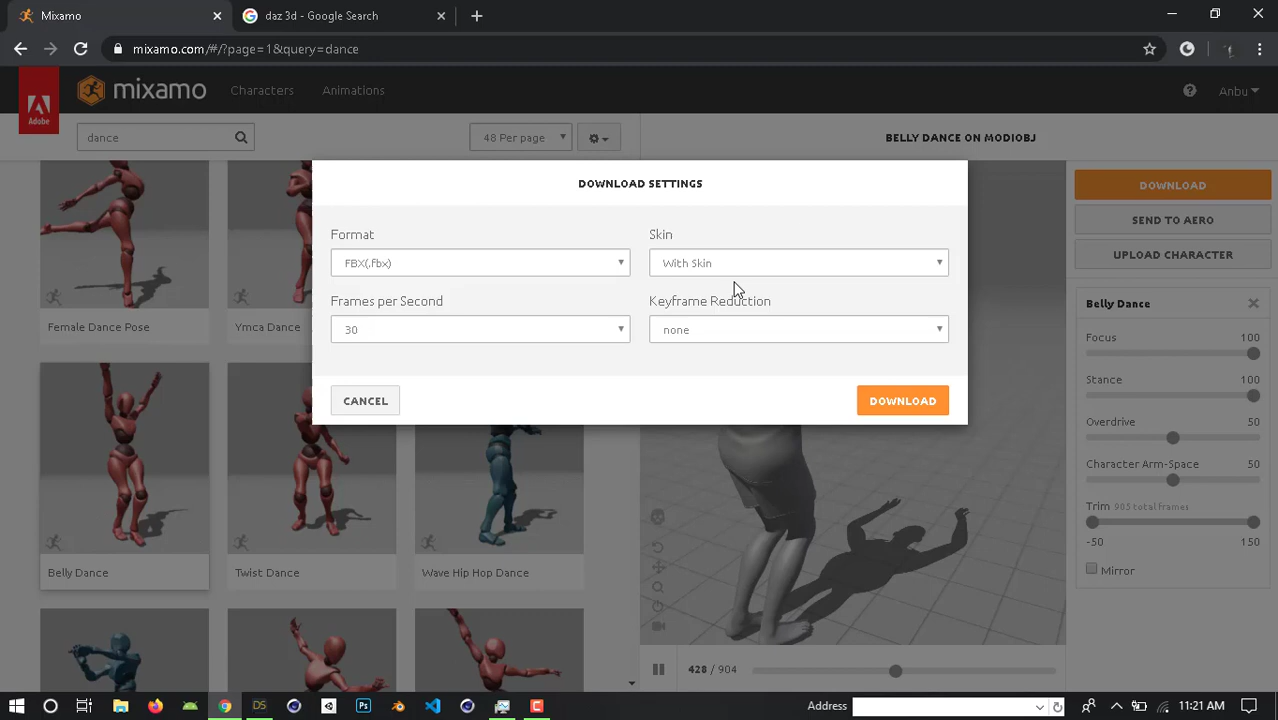 Mixamo
daz 3d - Google Search
mixamo.com/#/?page=1&query=dance
Adobe
mixamo
Characters
Animations
Anbu
dance
48 Per page
BELLY DANCE ON MODIOBJ
DOWNLOAD SETTINGS
Format
Skin
FBX(.fbx)
With Skin
Frames per Second
Keyframe Reduction
30
none
CANCEL
DOWNLOAD
DOWNLOAD
SEND TO AERO
UPLOAD CHARACTER
Belly Dance
Focus
100
Stance
100
Overdrive
50
Character Arm-Space
50
Trim 905 total frames
-50
150
Mirror
Female Dance Pose
Ymca Dance
Belly Dance
Twist Dance
Wave Hip Hop Dance
428 / 904
DS
Ps
Address
11:21 AM